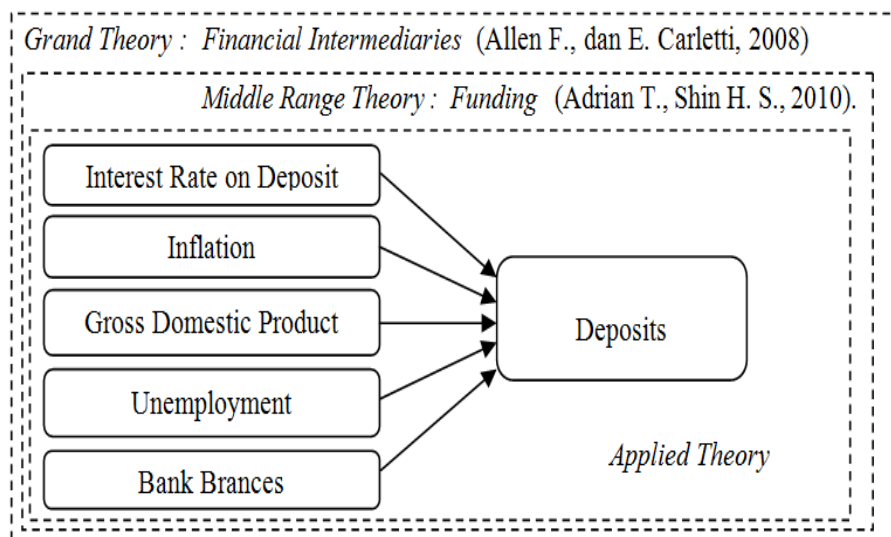 Grand Theory : Financial Intermediaries (Allen F., dan E. Carletti, 2008)
Middle Range Theory : Funding (Adrian T., Shin H. S., 2010).
Interest Rate on Deposit
Inflation
Gross Domestic Product
Unemployment
Bank Brances
Deposits
Applied Theory